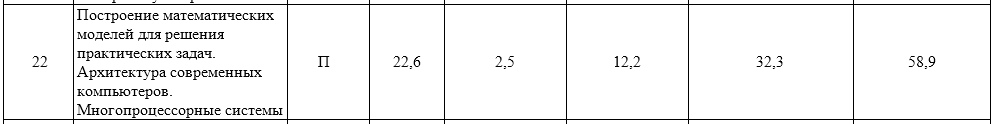 Построение математических
моделей для решения
практических задач.
22 Архитектура современных П 22,6 2,5 12,2 32,3 58,9
компьютеров.
Многопроцессорные системы